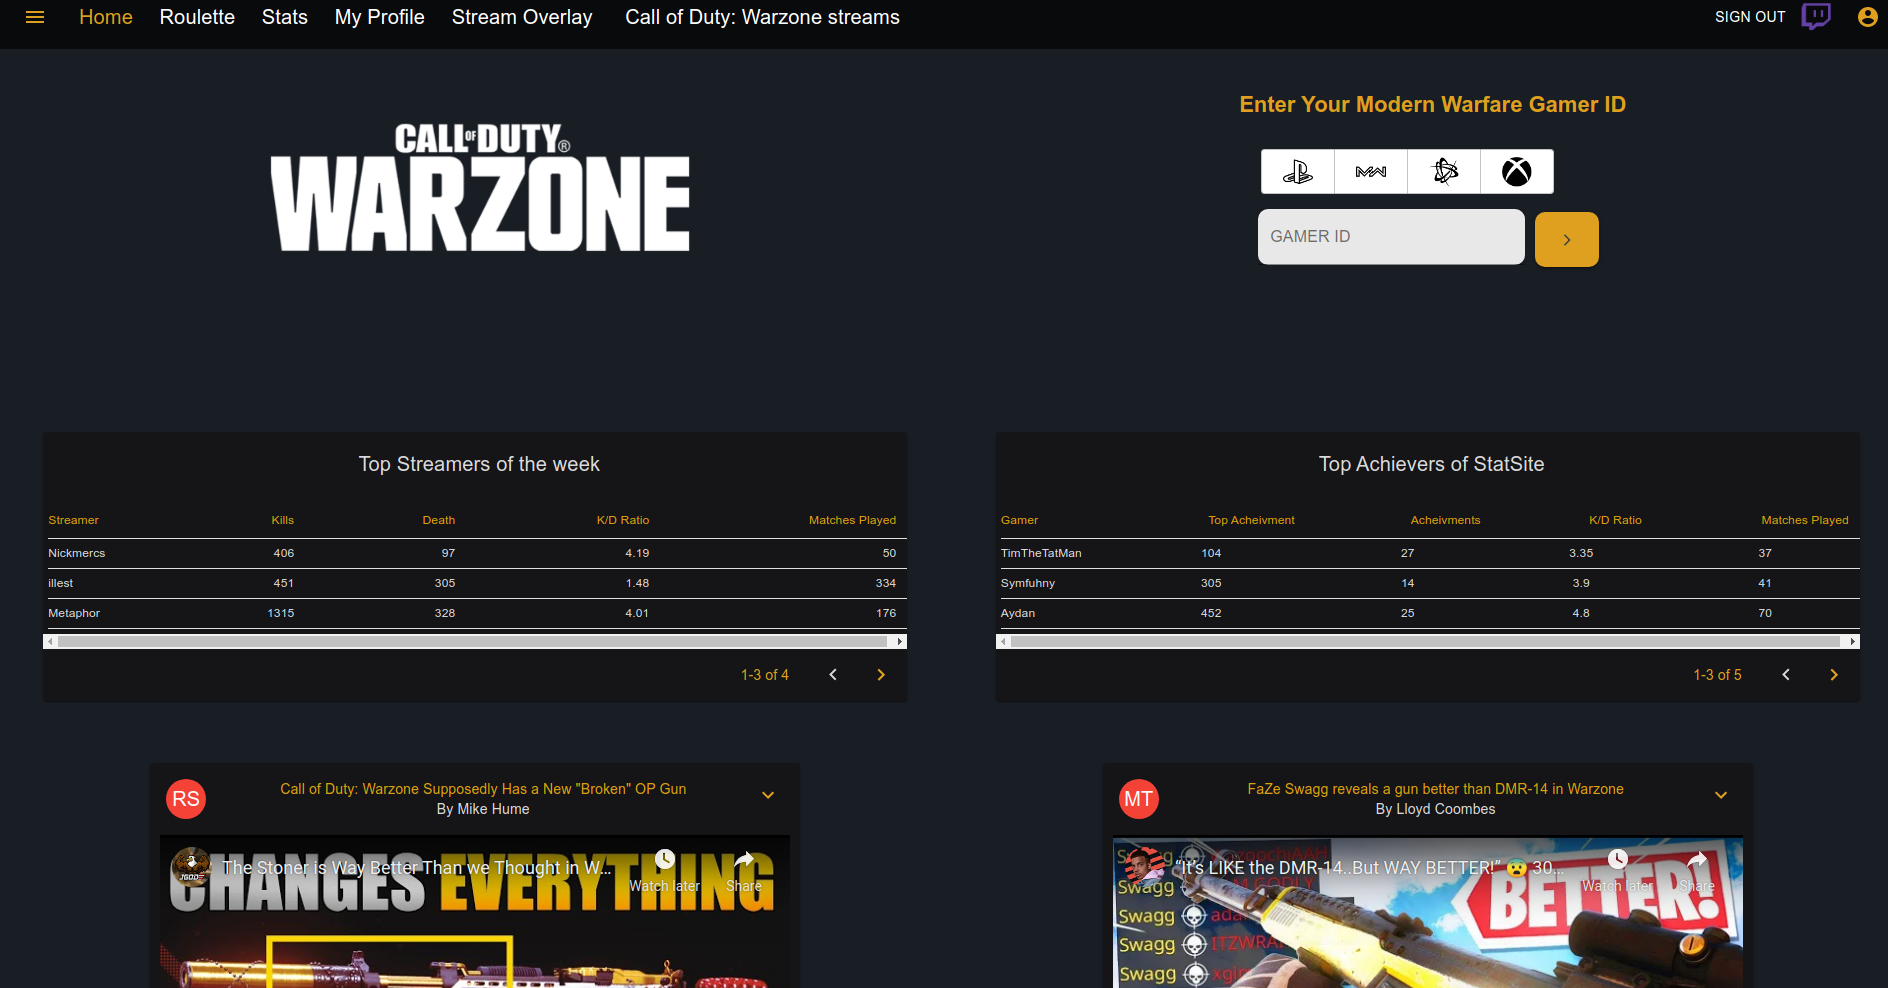 Home Roulette Stats My Profile Stream Overlay Call of Duty: Warzone streams SIGN OUT
Enter Your Modern Warfare Gamer ID
CALL OF DUTY®
WARZONE
GAMER ID
Top Streamers of the week
Streamer Kills Death K/D Ratio Matches Played
Nickmercs 406 97 4.19 50
illest 451 305 1.48 334
Metaphor 1315 328 4.01 176
1-3 of 4
Top Achievers of StatSite
Gamer Top Acheivment Acheivments K/D Ratio Matches Played
TimTheTatMan 104 27 3.35 37
Symfuhny 305 14 3.9 41
Aydan 452 25 4.8 70
1-3 of 5
RS
Call of Duty: Warzone Supposedly Has a New "Broken" OP Gun
By Mike Hume
JGOD
The Stoner is Way Better Than we Thought in W...
Watch later Share
CHANGES EVERYTHING
MT
FaZe Swagg reveals a gun better than DMR-14 in Warzone
By Lloyd Coombes
“It’s LIKE the DMR-14..But WAY BETTER!” 😨 30...
Watch later Share
BETTER!
Swagg
Swagg
Swagg
Swagg